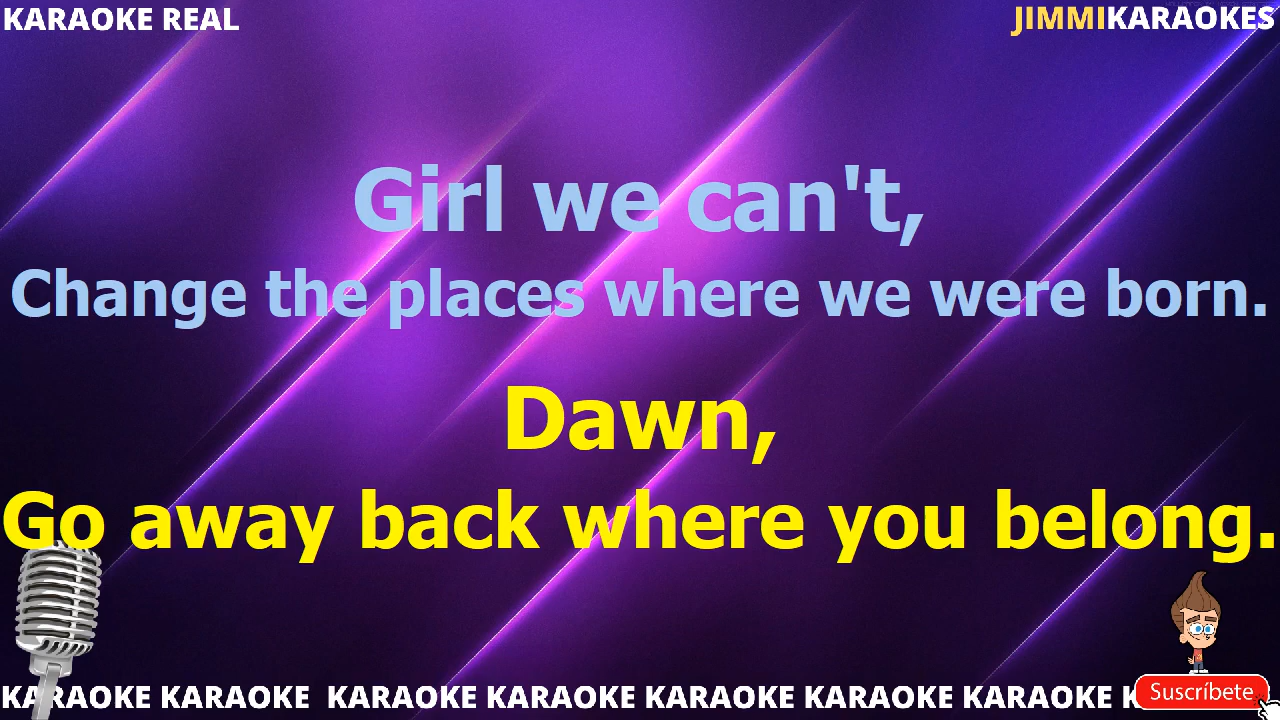 KARAOKE REAL
JIMMIKARAOKES
Girl we can't,
Change the places where we were born.
Dawn,
Go away back where you belong.
KARAOKE KARAOKE KARAOKE KARAOKE KARAOKE KARAOKE KARAOKE
Suscríbete